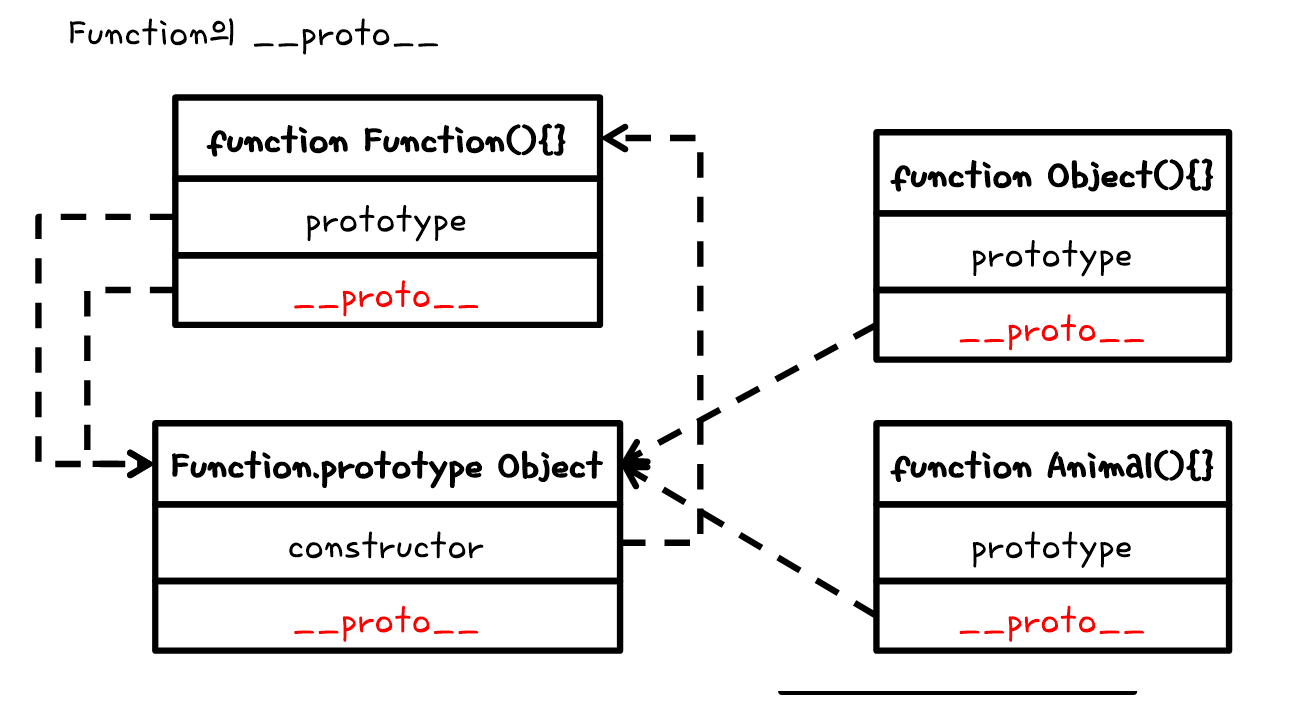 Function의 __proto__
function Function(){}
prototype
__proto__
Function.prototype Object
constructor
__proto__
function Object(){}
prototype
__proto__
function Animal(){}
prototype
__proto__